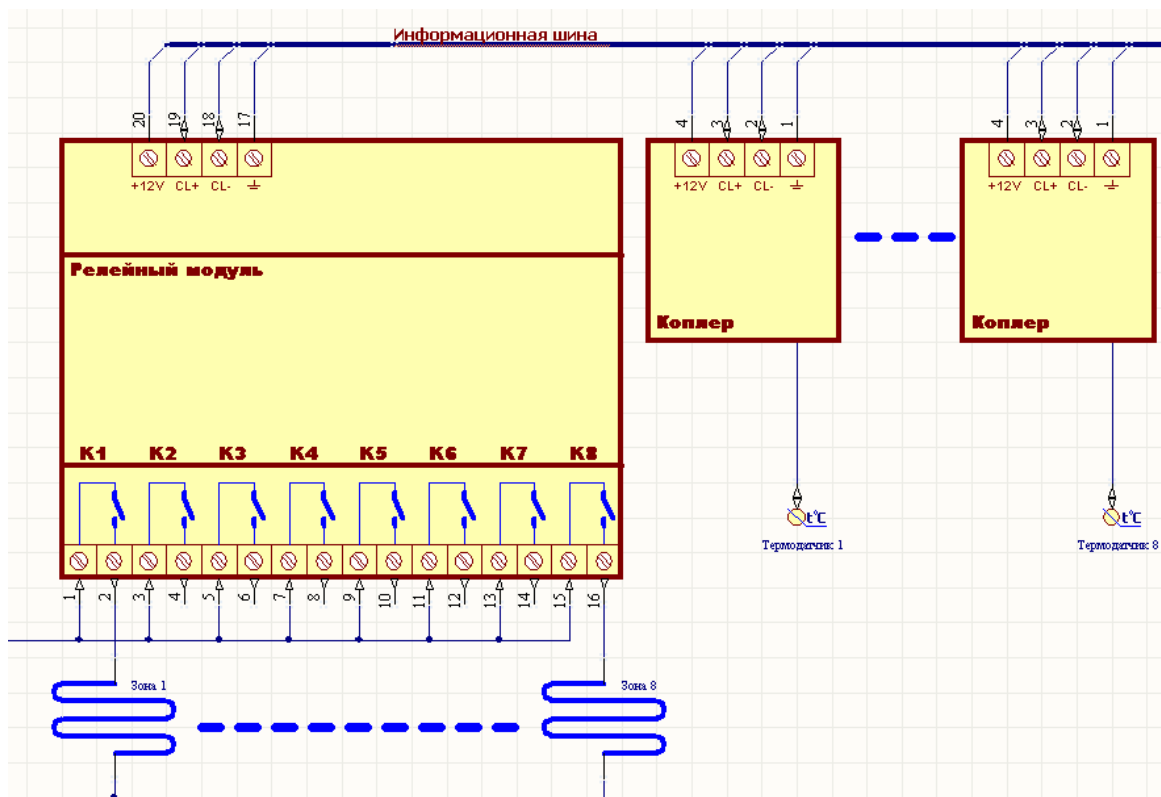 Информационная шина
20 19 18 17 4 3 2 1 4 3 2 1
+12V CL+ CL- +12V CL+ CL- +12V CL+ CL-
Релейный модуль
Коплер Коплер
K1 K2 K3 K4 K5 K6 K7 K8
t°C t°C
Термодатчик 1 Термодатчик 8
1 2 3 4 5 6 7 8 9 10 11 12 13 14 15 16
Зона 1 Зона 8